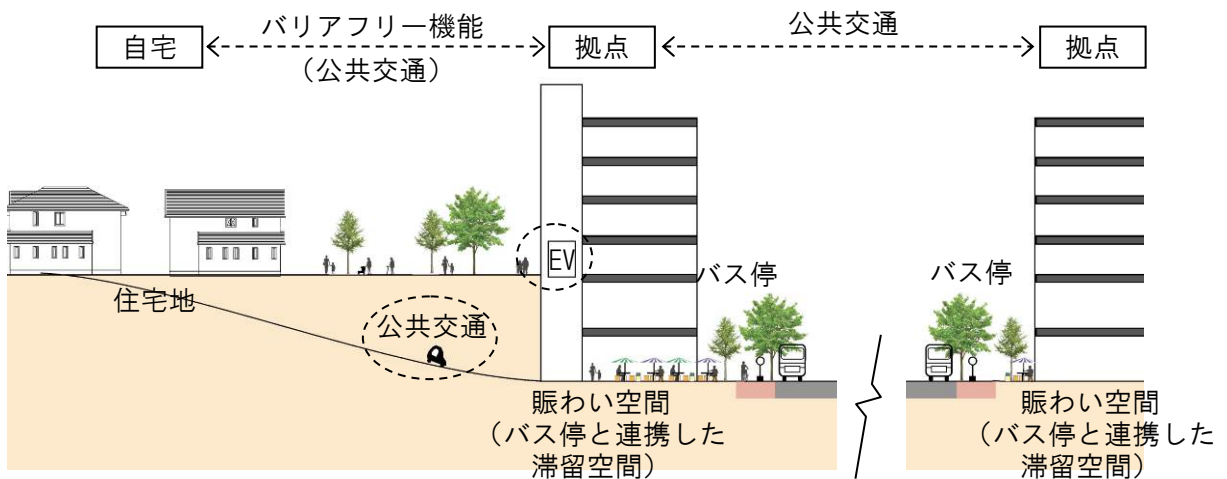 自宅
バリアフリー機能
（公共交通）
拠点
公共交通
拠点
EV
バス停
バス停
住宅地
公共交通
賑わい空間
（バス停と連携した
滞留空間）
賑わい空間
（バス停と連携した
滞留空間）